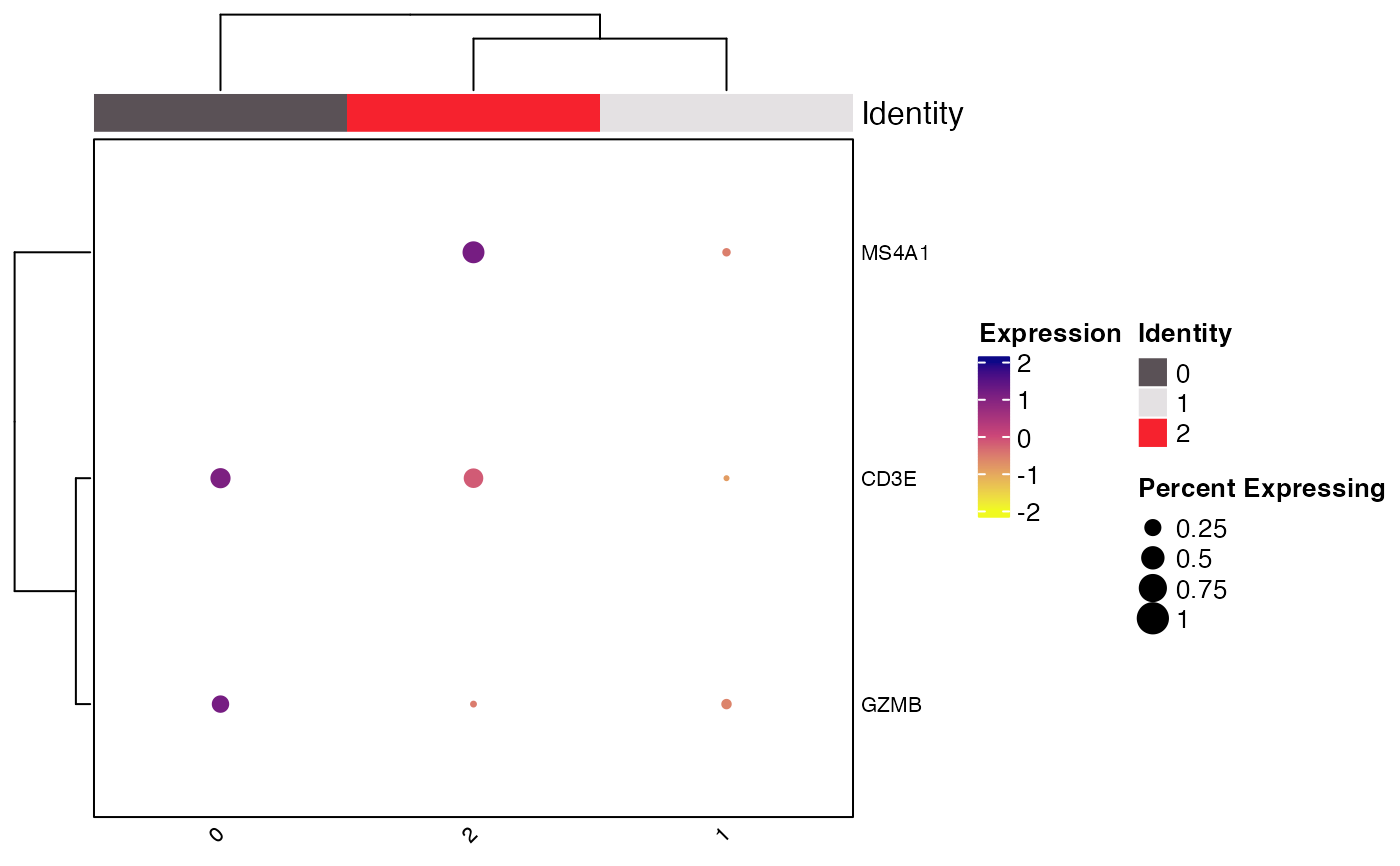 Identity
MS4A1
CD3E
GZMB
0
2
1
Expression
2
1
0
-1
-2
Identity
0
1
2
Percent Expressing
0.25
0.5
0.75
1